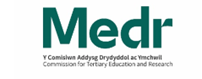 Medr
Y Comisiwn Addysg Drydyddol ac Ymchwil
Commission for Tertiary Education and Research